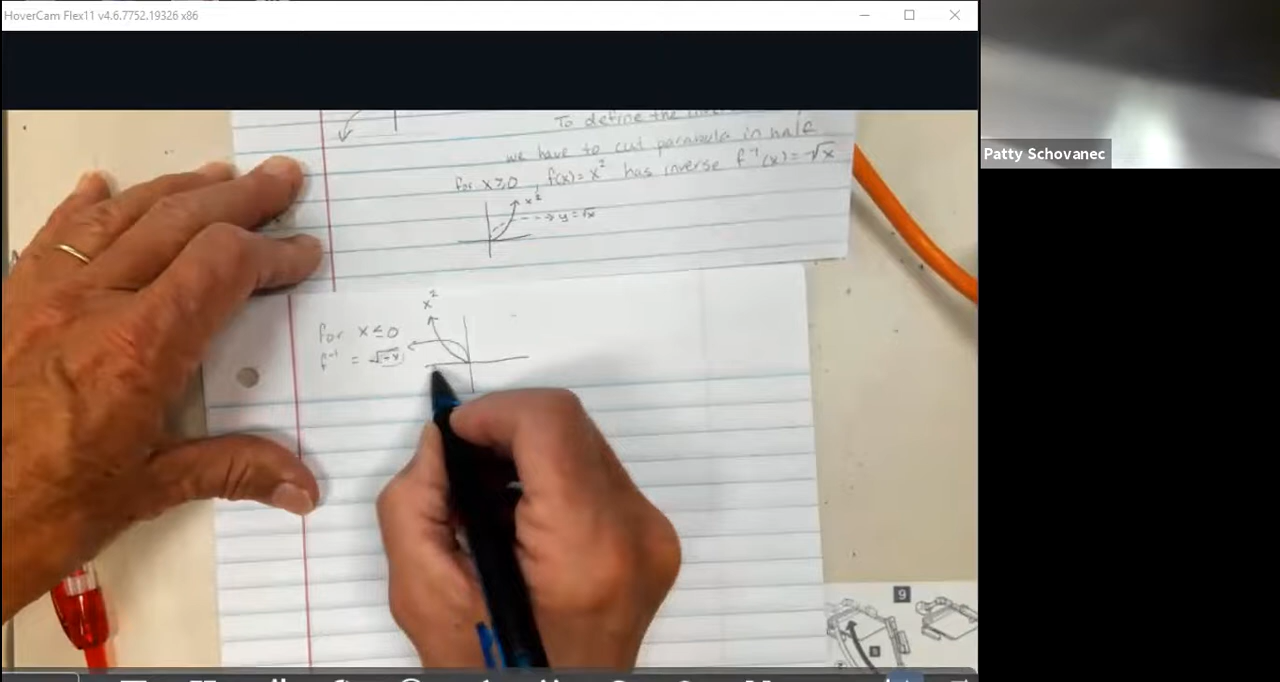 HoverCam Flex11 v4.6.7752.19326 x86
Patty Schovanec
To define the
we have to cut parabola in half
for x≥0, f(x)=x² has inverse f⁻¹(x)=√x
x²
y=√x
x²
for x≤0
f⁻¹ = √-x
9